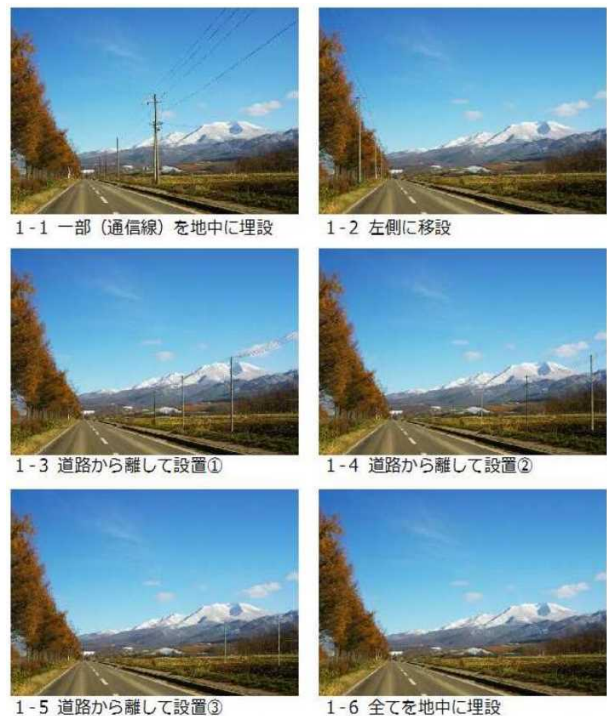 1-1 一部（通信線）を地中に埋設
1-2 左側に移設
1-3 道路から離して設置①
1-4 道路から離して設置②
1-5 道路から離して設置③
1-6 全てを地中に埋設